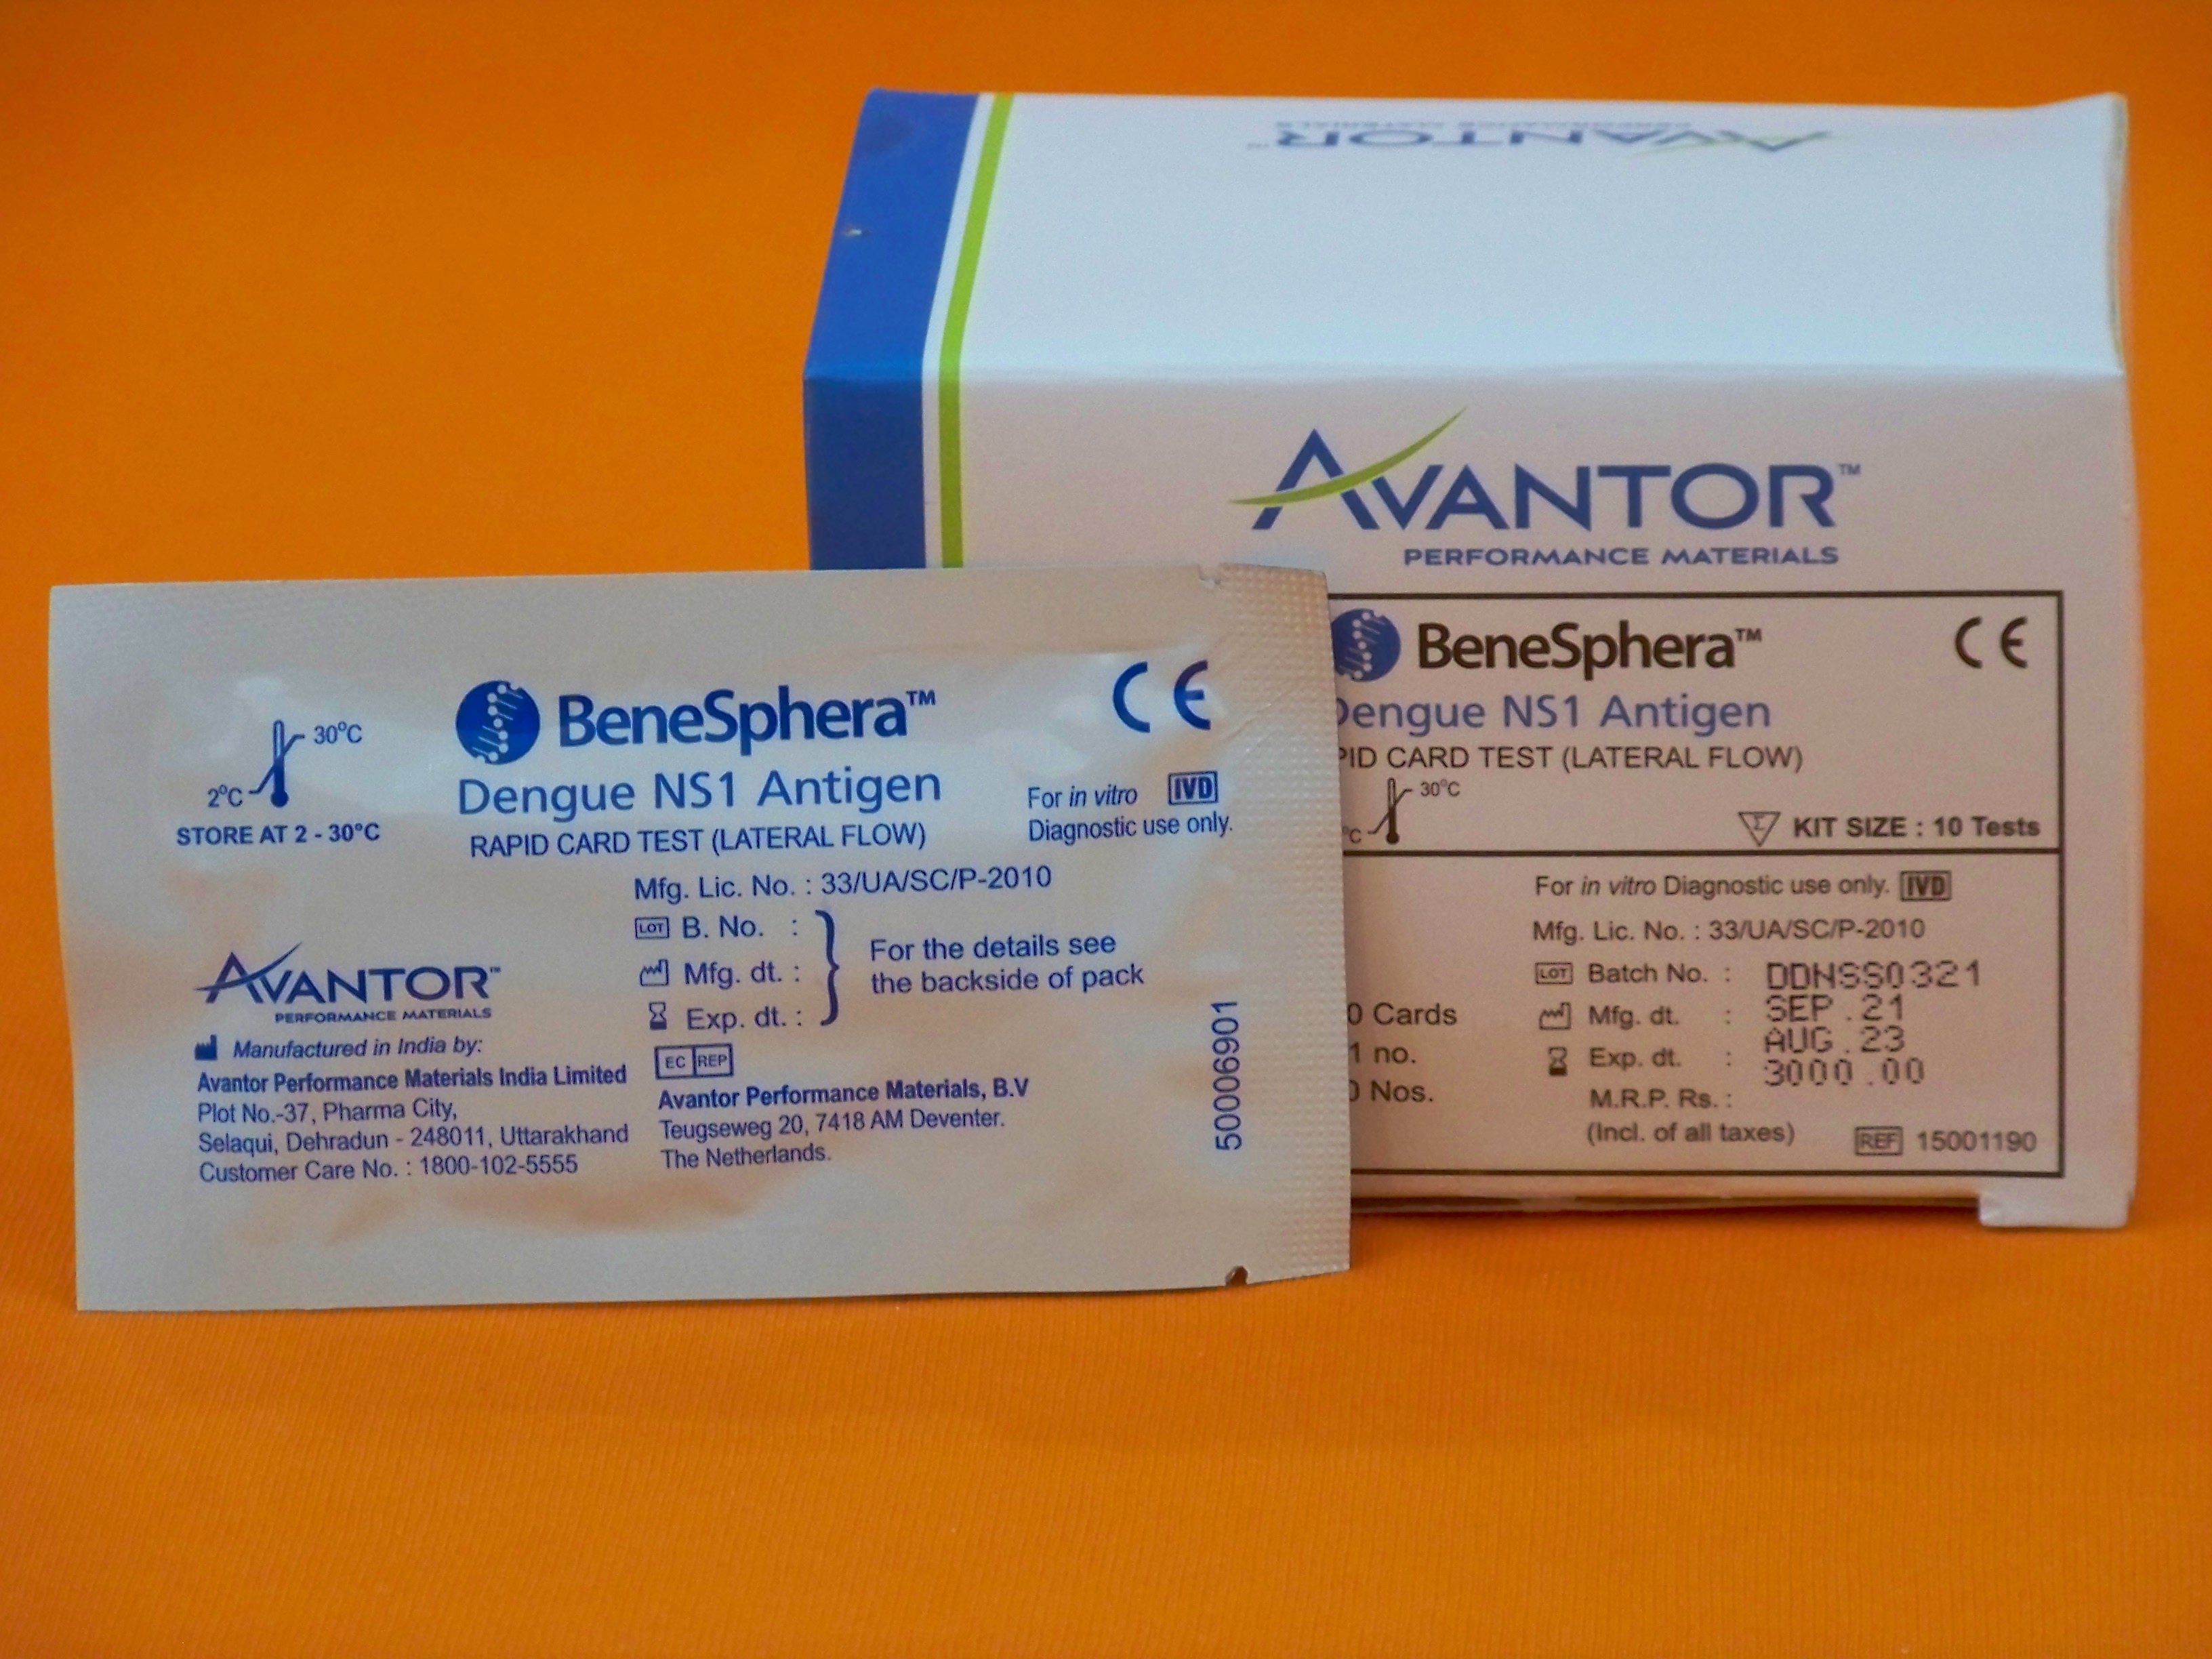 AVANTOR™
PERFORMANCE MATERIALS
AVANTOR™
PERFORMANCE MATERIALS
BeneSphera™
CE
Dengue NS1 Antigen
CARD TEST (LATERAL FLOW)
30°C
KIT SIZE : 10 Tests
For in vitro Diagnostic use only. IVD
Mfg. Lic. No. : 33/UA/SC/P-2010
LOT Batch No. : DDNSS0321
Mfg. dt. : SEP.21
Exp. dt. : AUG.23
M.R.P. Rs. : 3000.00
(Incl. of all taxes)
REF 15001190
Cards
1 no.
Nos.
30°C
2°C
STORE AT 2 - 30°C
BeneSphera™
CE
Dengue NS1 Antigen
RAPID CARD TEST (LATERAL FLOW)
For in vitro IVD
Diagnostic use only.
Mfg. Lic. No. : 33/UA/SC/P-2010
LOT B. No. :
Mfg. dt. :
Exp. dt. :
For the details see
the backside of pack
AVANTOR™
PERFORMANCE MATERIALS
Manufactured in India by:
Avantor Performance Materials India Limited
Plot No.-37, Pharma City,
Selaqui, Dehradun - 248011, Uttarakhand
Customer Care No. : 1800-102-5555
EC REP
Avantor Performance Materials, B.V
Teugseweg 20, 7418 AM Deventer.
The Netherlands.
50006901